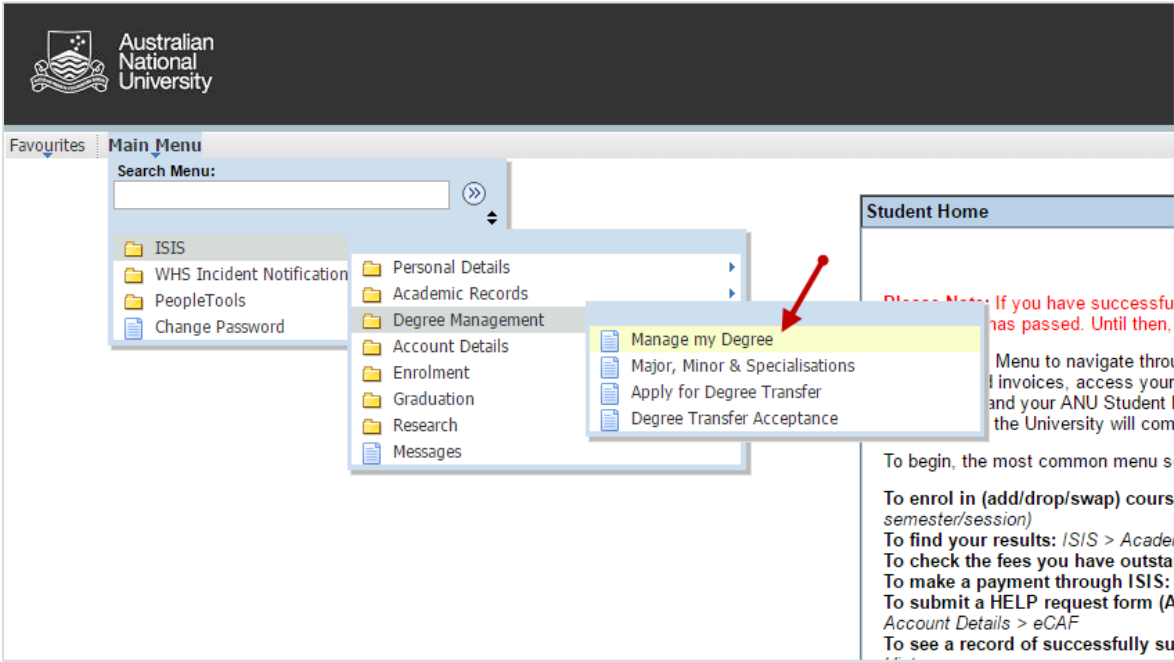 Australian
National
University
Favourites
Main Menu
Search Menu:
ISIS
WHS Incident Notification
PeopleTools
Change Password
Personal Details
Academic Records
Degree Management
Account Details
Enrolment
Graduation
Research
Messages
Manage my Degree
Major, Minor & Specialisations
Apply for Degree Transfer
Degree Transfer Acceptance
Student Home
Please Note: If you have successfu
has passed. Until then,
Menu to navigate throu
invoices, access your
and your ANU Student
the University will com
To begin, the most common menu s
To enrol in (add/drop/swap) cours
semester/session)
To find your results: ISIS > Acade
To check the fees you have outsta
To make a payment through ISIS:
To submit a HELP request form (A
Account Details > eCAF
To see a record of successfully su